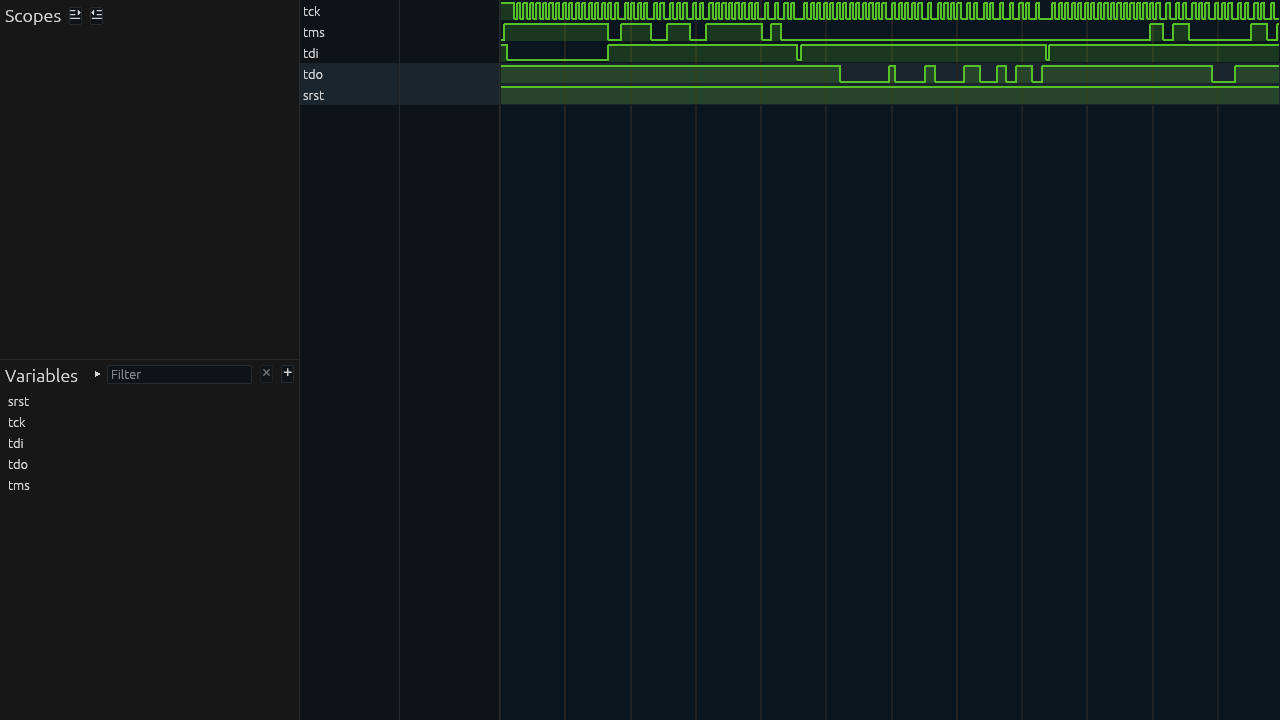 Scopes
Variables
Filter
srst
tck
tdi
tdo
tms
tck
tms
tdi
tdo
srst